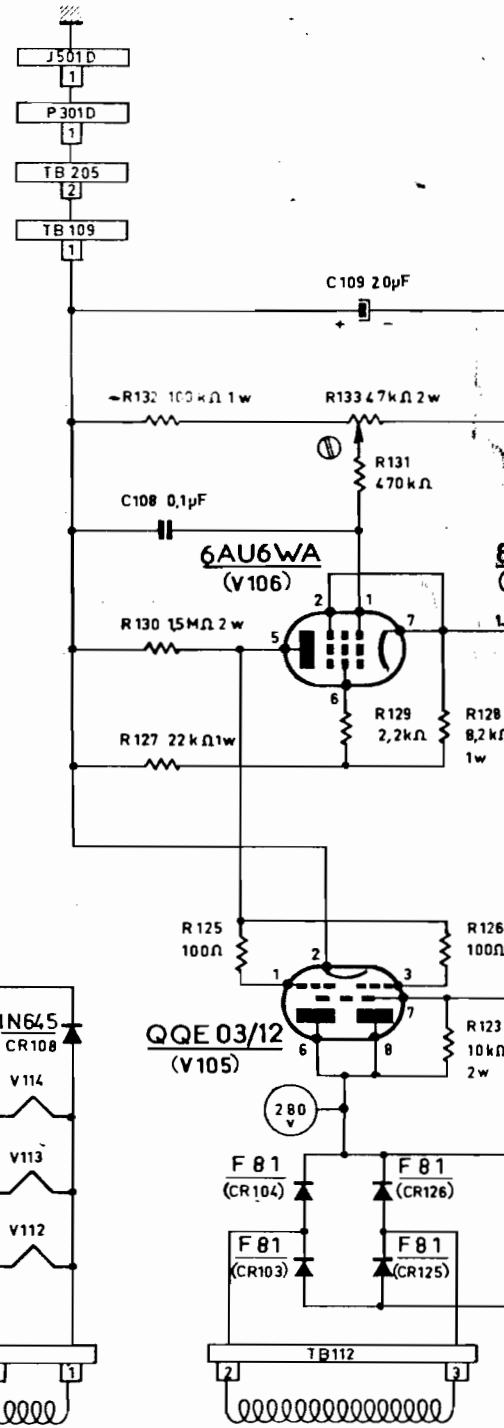 J501D
1
P301D
1
TB 205
2
TB 109
1
C109 20µF
+ -
R132 100kΩ 1w
R133 47kΩ 2w
R131
470kΩ
C108 0,1µF
6AU6WA
(V106)
2 1
7
5
6
R130 1,5MΩ 2w
R129
2,2kΩ
R128
8,2kΩ
1w
R127 22kΩ 1w
R125
100Ω
R126
100Ω
1 2 3
7
6 8
QQE 03/12
(V105)
R123
10kΩ
2w
1N645
CR108
V114
V113
V112
280
v
F 81
(CR104)
F 81
(CR126)
F 81
(CR103)
F 81
(CR125)
1
TB112
2 3